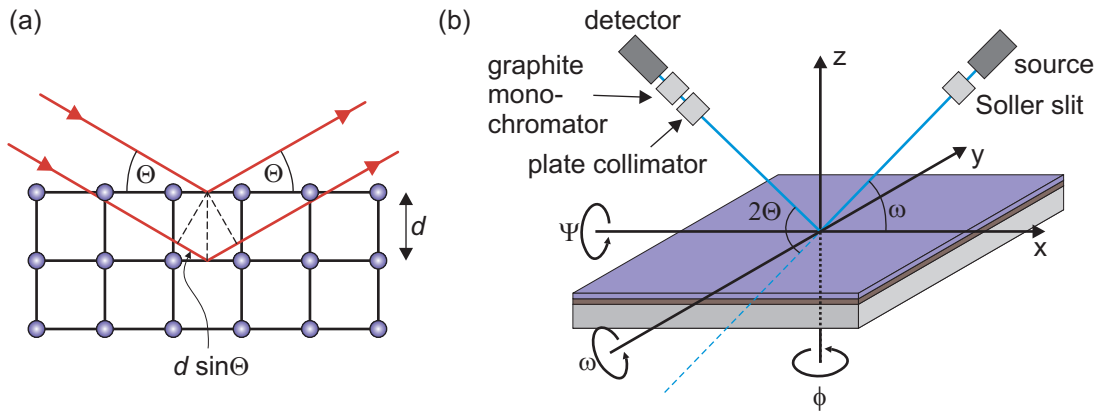 (a)
Θ
Θ
d
d sinΘ
(b)
detector
graphite
mono-
chromator
plate collimator
z
source
Soller slit
y
2Θ
ω
Ψ
x
ω
ϕ